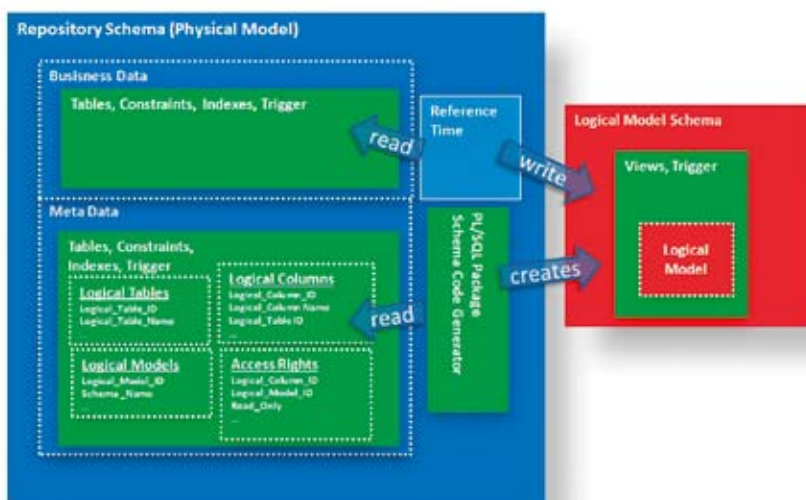 Repository Schema (Physical Model)
Business Data
Tables, Constraints, Indexes, Trigger
read
Reference
Time
write
Logical Model Schema
Views, Trigger
Logical
Model
Meta Data
Tables, Constraints,
Indexes, Trigger
Logical Tables
Logical_Table_ID
Logical_Table_Name
Logical Columns
Logical_Column_ID
Logical_Column Name
Logical_Table ID
...
read
Logical Models
Logical_Model_ID
Schema_Name
Access Rights
Logical_Column_ID
Logical_Model_ID
Read_Only
...
PL/SQL Package
Schema Code Generator
creates